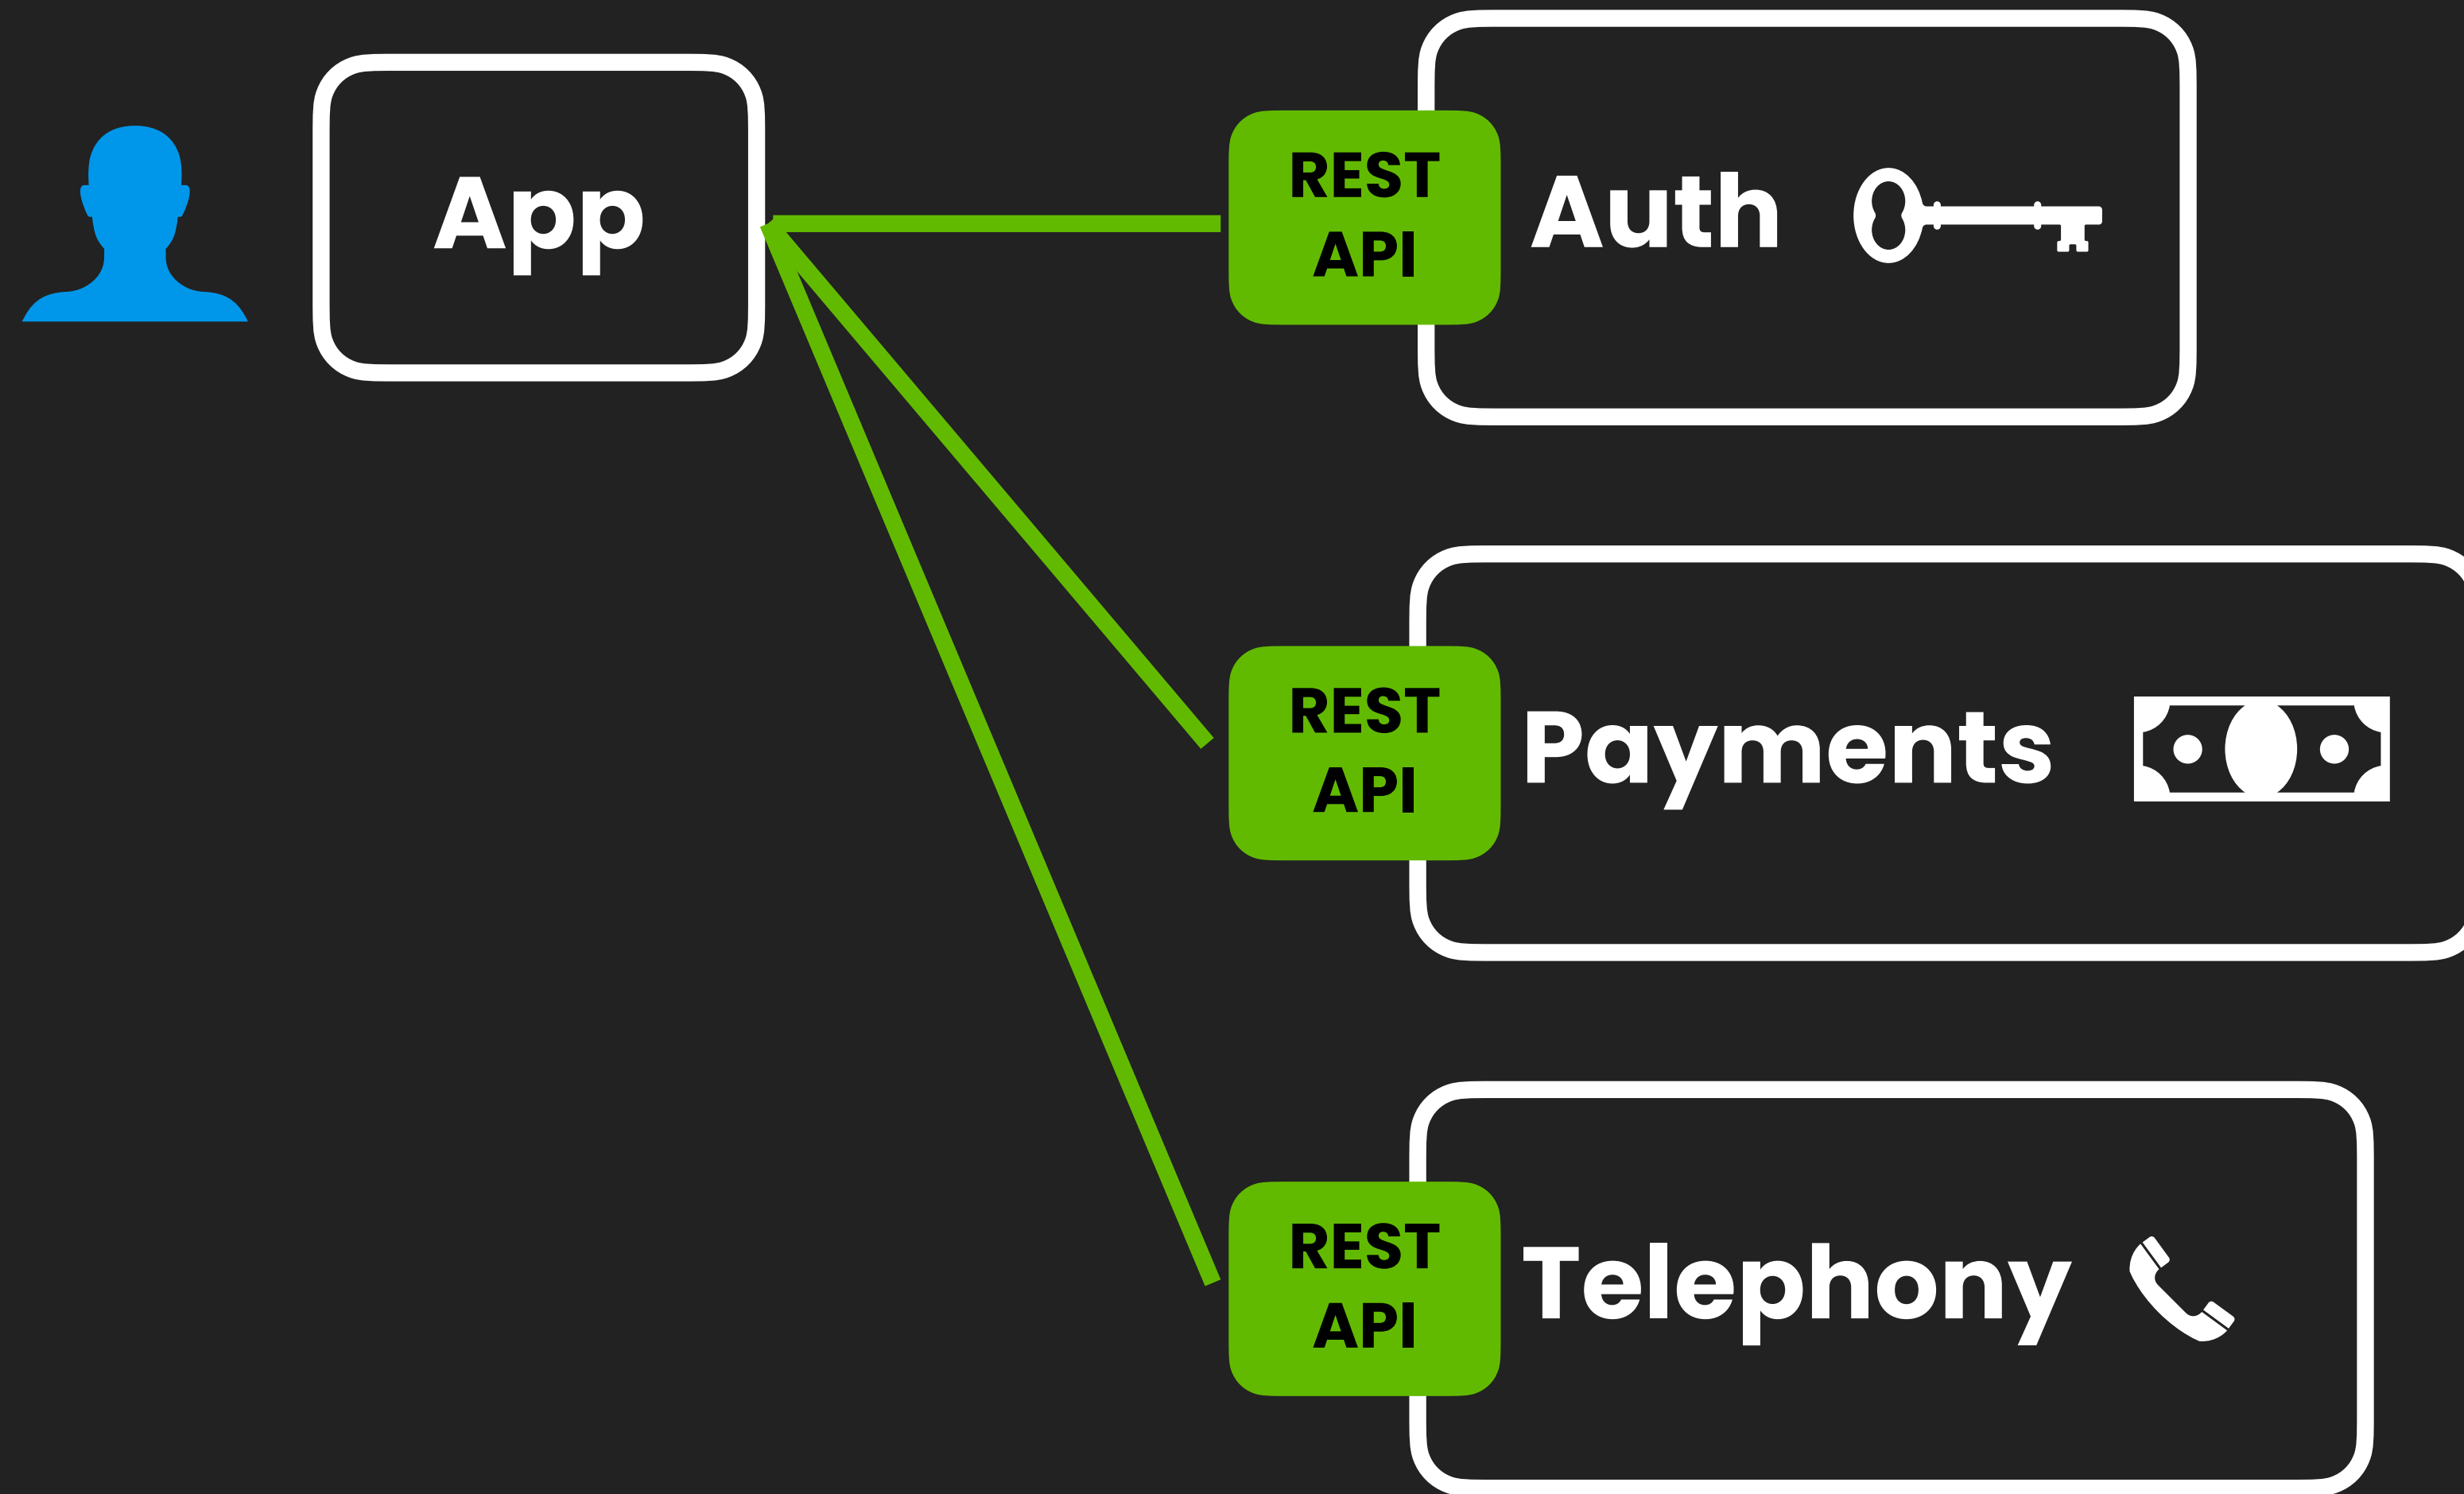 App
REST
API
Auth
REST
API
Payments
REST
API
Telephony